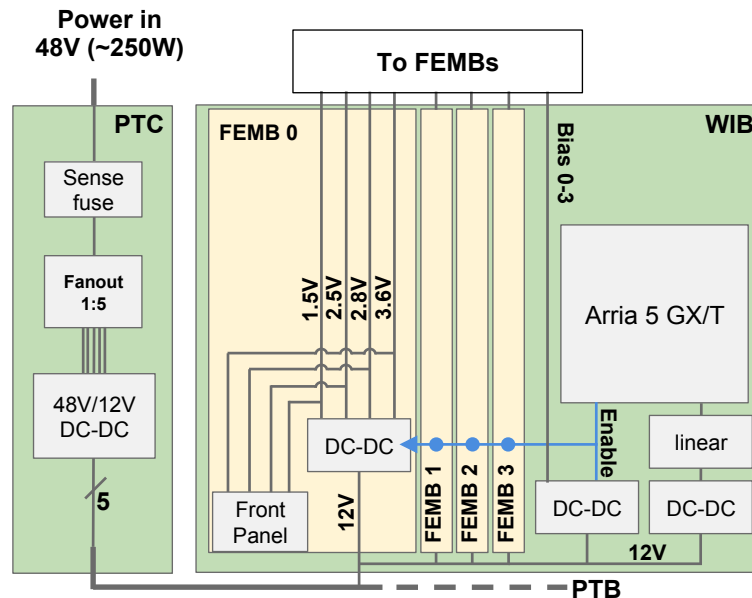 Power in
48V (~250W)
To FEMBs
PTC
WIB
FEMB 0
Bias 0-3
Sense
fuse
Fanout
1:5
1.5V
2.5V
2.8V
3.6V
Arria 5 GX/T
48V/12V
DC-DC
Enable
DC-DC
linear
5
12V
FEMB 1
FEMB 2
FEMB 3
Front
Panel
DC-DC
DC-DC
12V
PTB